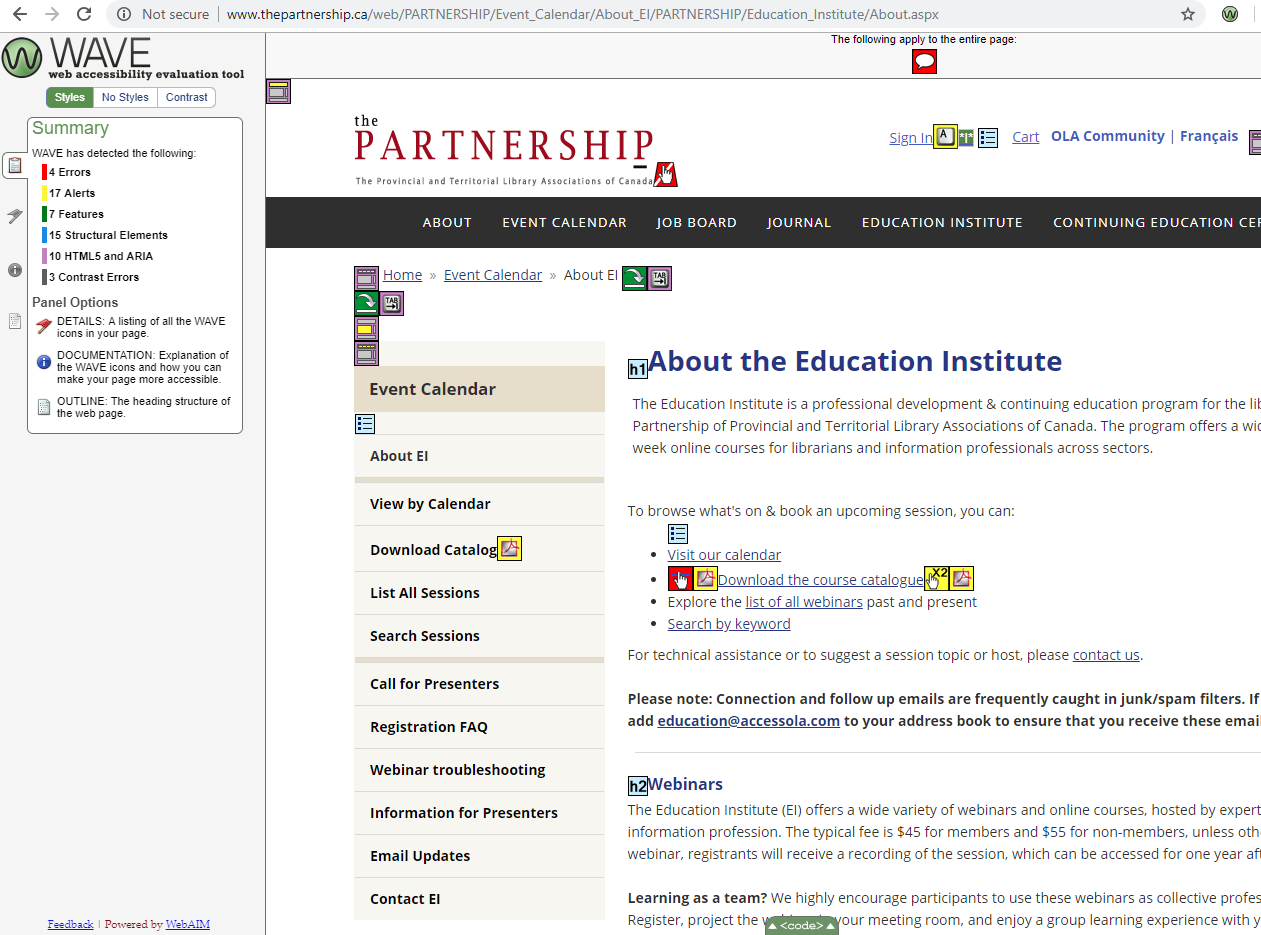 Not secure | www.thepartnership.ca/web/PARTNERSHIP/Event_Calendar/About_EI/PARTNERSHIP/Education_Institute/About.aspx
W
WAVE
web accessibility evaluation tool
Styles No Styles Contrast
Summary
WAVE has detected the following:
4 Errors
17 Alerts
7 Features
15 Structural Elements
10 HTML5 and ARIA
3 Contrast Errors
Panel Options
DETAILS: A listing of all the WAVE
icons in your page.
DOCUMENTATION: Explanation of
the WAVE icons and how you can
make your page more accessible.
OUTLINE: The heading structure of
the web page.
Feedback | Powered by WebAIM
The following apply to the entire page:
the
PARTNERSHIP
The Provincial and Territorial Library Associations of Canada
Sign In A Cart OLA Community | Français
ABOUT EVENT CALENDAR JOB BOARD JOURNAL EDUCATION INSTITUTE CONTINUING EDUCATION CE
Home » Event Calendar » About EI TAB
TAB
Event Calendar
About EI
View by Calendar
Download Catalog
List All Sessions
Search Sessions
Call for Presenters
Registration FAQ
Webinar troubleshooting
Information for Presenters
Email Updates
Contact EI
h1 About the Education Institute
The Education Institute is a professional development & continuing education program for the li
Partnership of Provincial and Territorial Library Associations of Canada. The program offers a wi
week online courses for librarians and information professionals across sectors.
To browse what's on & book an upcoming session, you can:
• Visit our calendar
• Download the course catalogue X2
• Explore the list of all webinars past and present
• Search by keyword
For technical assistance or to suggest a session topic or host, please contact us.
Please note: Connection and follow up emails are frequently caught in junk/spam filters. If
add education@accessola.com to your address book to ensure that you receive these emai
h2 Webinars
The Education Institute (EI) offers a wide variety of webinars and online courses, hosted by expert
information profession. The typical fee is $45 for members and $55 for non-members, unless oth
webinar, registrants will receive a recording of the session, which can be accessed for one year af
Learning as a team? We highly encourage participants to use these webinars as collective profes
Register, project the your meeting room, and enjoy a group learning experience with y
<code>